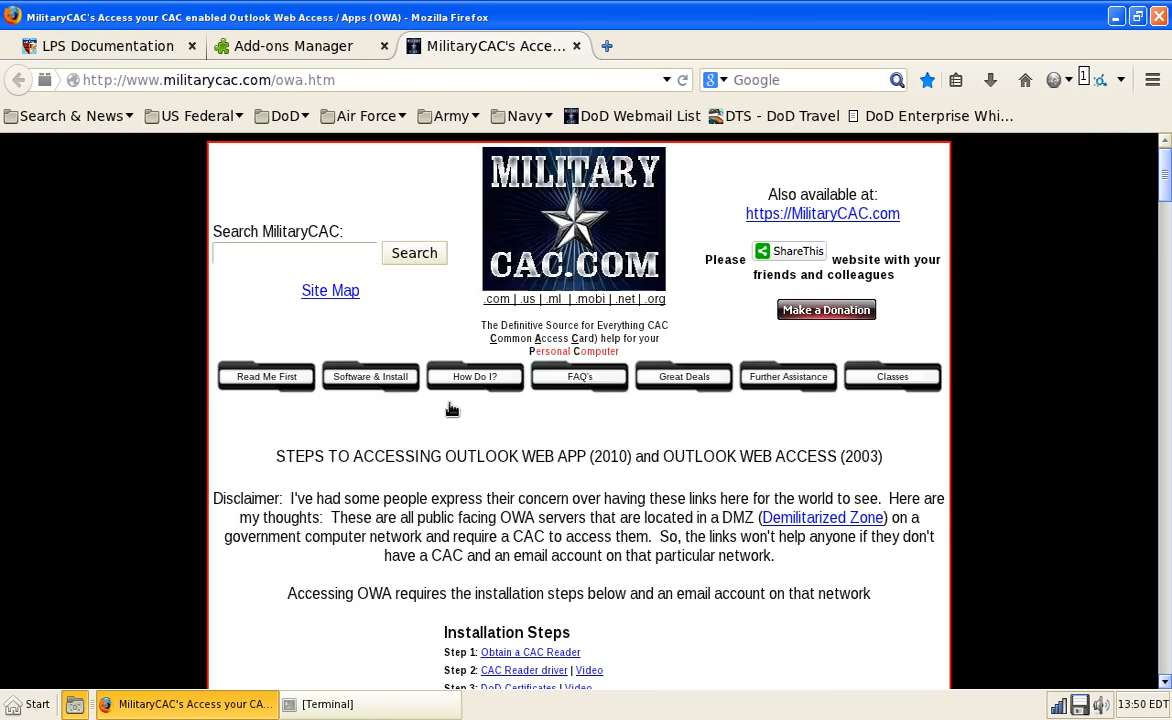 MilitaryCAC's Access your CAC enabled Outlook Web Access / Apps (OWA) - Mozilla Firefox
LPS Documentation
Add-ons Manager
MilitaryCAC's Acce...
http://www.militarycac.com/owa.htm
Google
1
Search & News
US Federal
DoD
Air Force
Army
Navy
DoD Webmail List
DTS - DoD Travel
DoD Enterprise Whi...
Search MilitaryCAC:
Search
Site Map
MILITARY
CAC.COM
.com | .us | .ml | .mobi | .net | .org
The Definitive Source for Everything CAC
Common Access Card) help for your
Personal Computer
Also available at:
https://MilitaryCAC.com
Please ShareThis website with your
friends and colleagues
Make a Donation
Read Me First
Software & Install
How Do I?
FAQ's
Great Deals
Further Assistance
Classes
STEPS TO ACCESSING OUTLOOK WEB APP (2010) and OUTLOOK WEB ACCESS (2003)
Disclaimer: I've had some people express their concern over having these links here for the world to see. Here are
my thoughts: These are all public facing OWA servers that are located in a DMZ (Demilitarized Zone) on a
government computer network and require a CAC to access them. So, the links won't help anyone if they don't
have a CAC and an email account on that particular network.
Accessing OWA requires the installation steps below and an email account on that network
Installation Steps
Step 1: Obtain a CAC Reader
Step 2: CAC Reader driver | Video
Step 3: DoD Certificates | Video
Start
MilitaryCAC's Access your CA...
[Terminal]
13:50 EDT